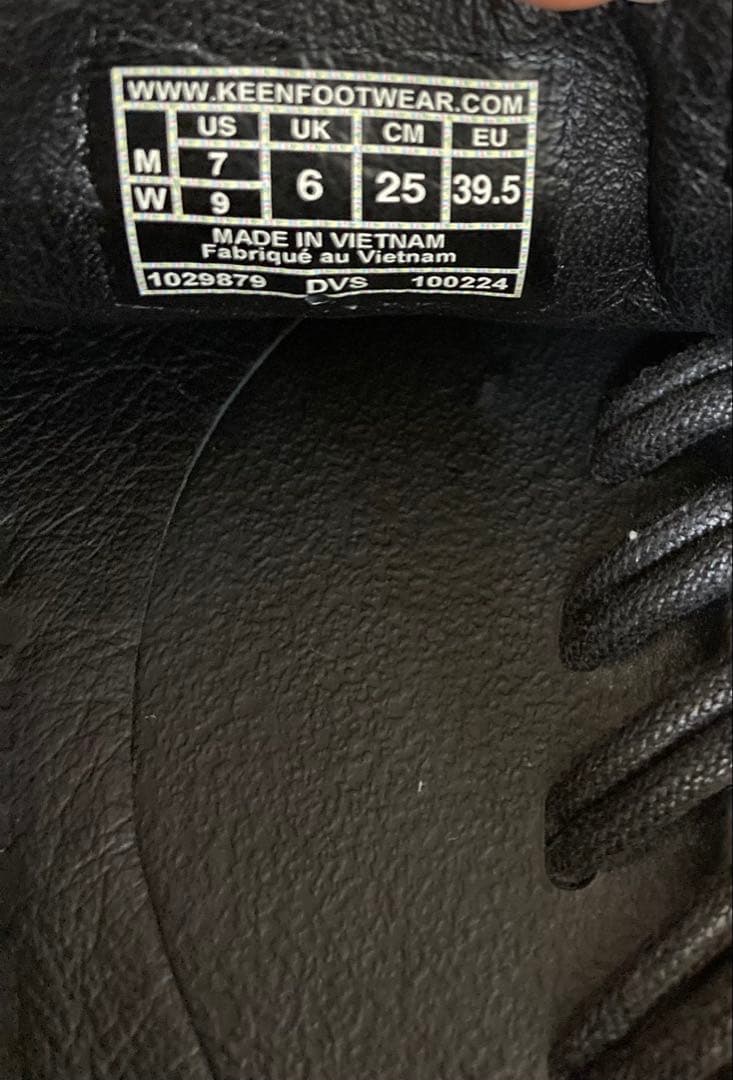 WWW.KEENFOOTWEAR.COM
US UK CM EU
M 7 6 25 39.5
W 9
MADE IN VIETNAM
Fabriqué au Vietnam
1029879 DVS 100224